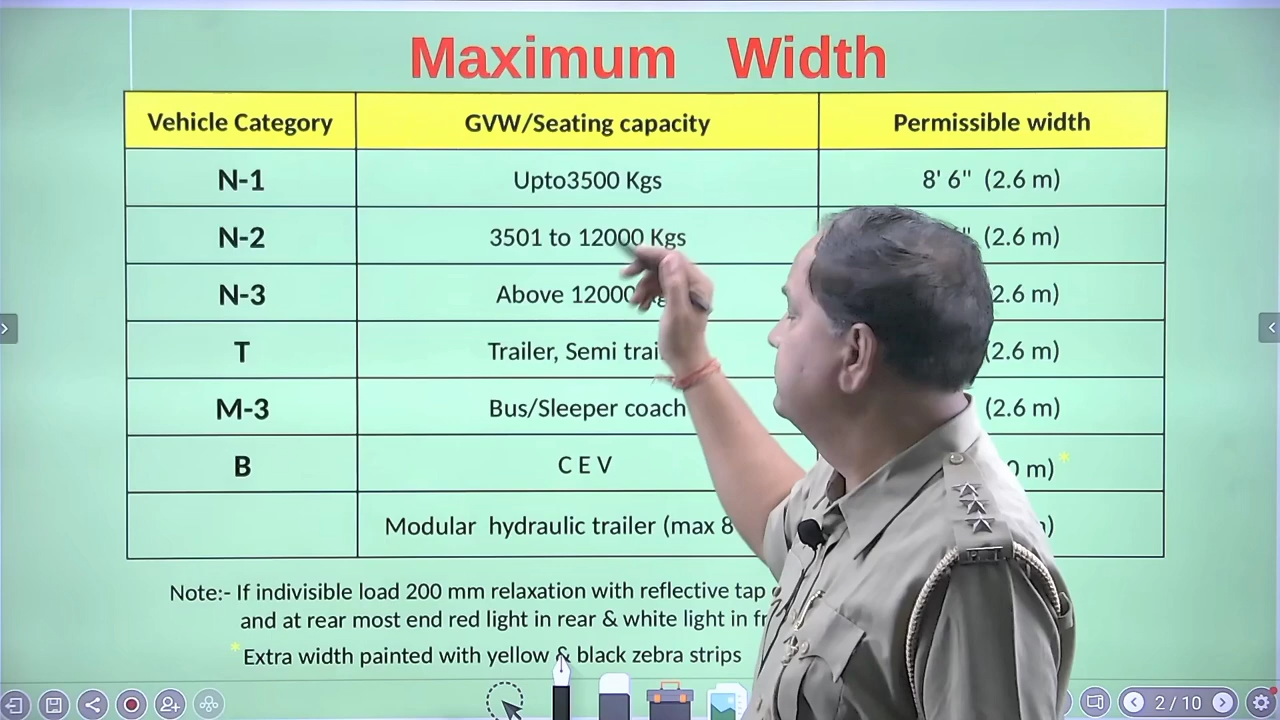 Maximum Width
Vehicle Category GVW/Seating capacity Permissible width
N-1 Upto3500 Kgs 8' 6" (2.6 m)
N-2 3501 to 12000 Kgs (2.6 m)
N-3 Above 12000 2.6 m)
T Trailer, Semi (2.6 m)
M-3 Bus/Sleeper coach (2.6 m)
B C E V m) *
Modular hydraulic trailer (max 8
Note:- If indivisible load 200 mm relaxation with reflective tap
and at rear most end red light in rear & white light in
* Extra width painted with yellow & black zebra strips
2 / 10